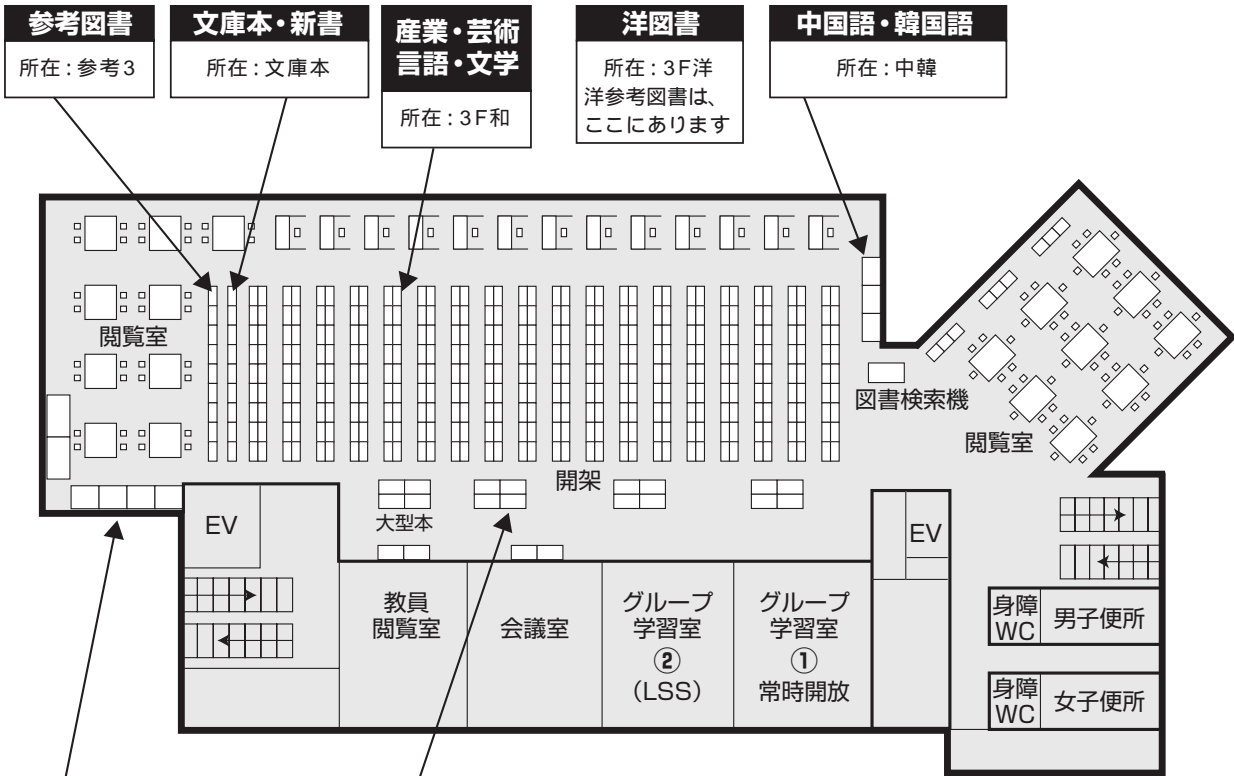 参考図書
所在:参考3
文庫本・新書
所在:文庫本
産業・芸術
言語・文学
所在:3F和
洋図書
所在:3F洋
洋参考図書は、
ここにあります
中国語・韓国語
所在:中韓
閲覧室
図書検索機
閲覧室
開架
大型本
EV
EV
教員
閲覧室
会議室
グループ
学習室
②
(LSS)
グループ
学習室
①
常時開放
身障
WC
男子便所
身障
WC
女子便所